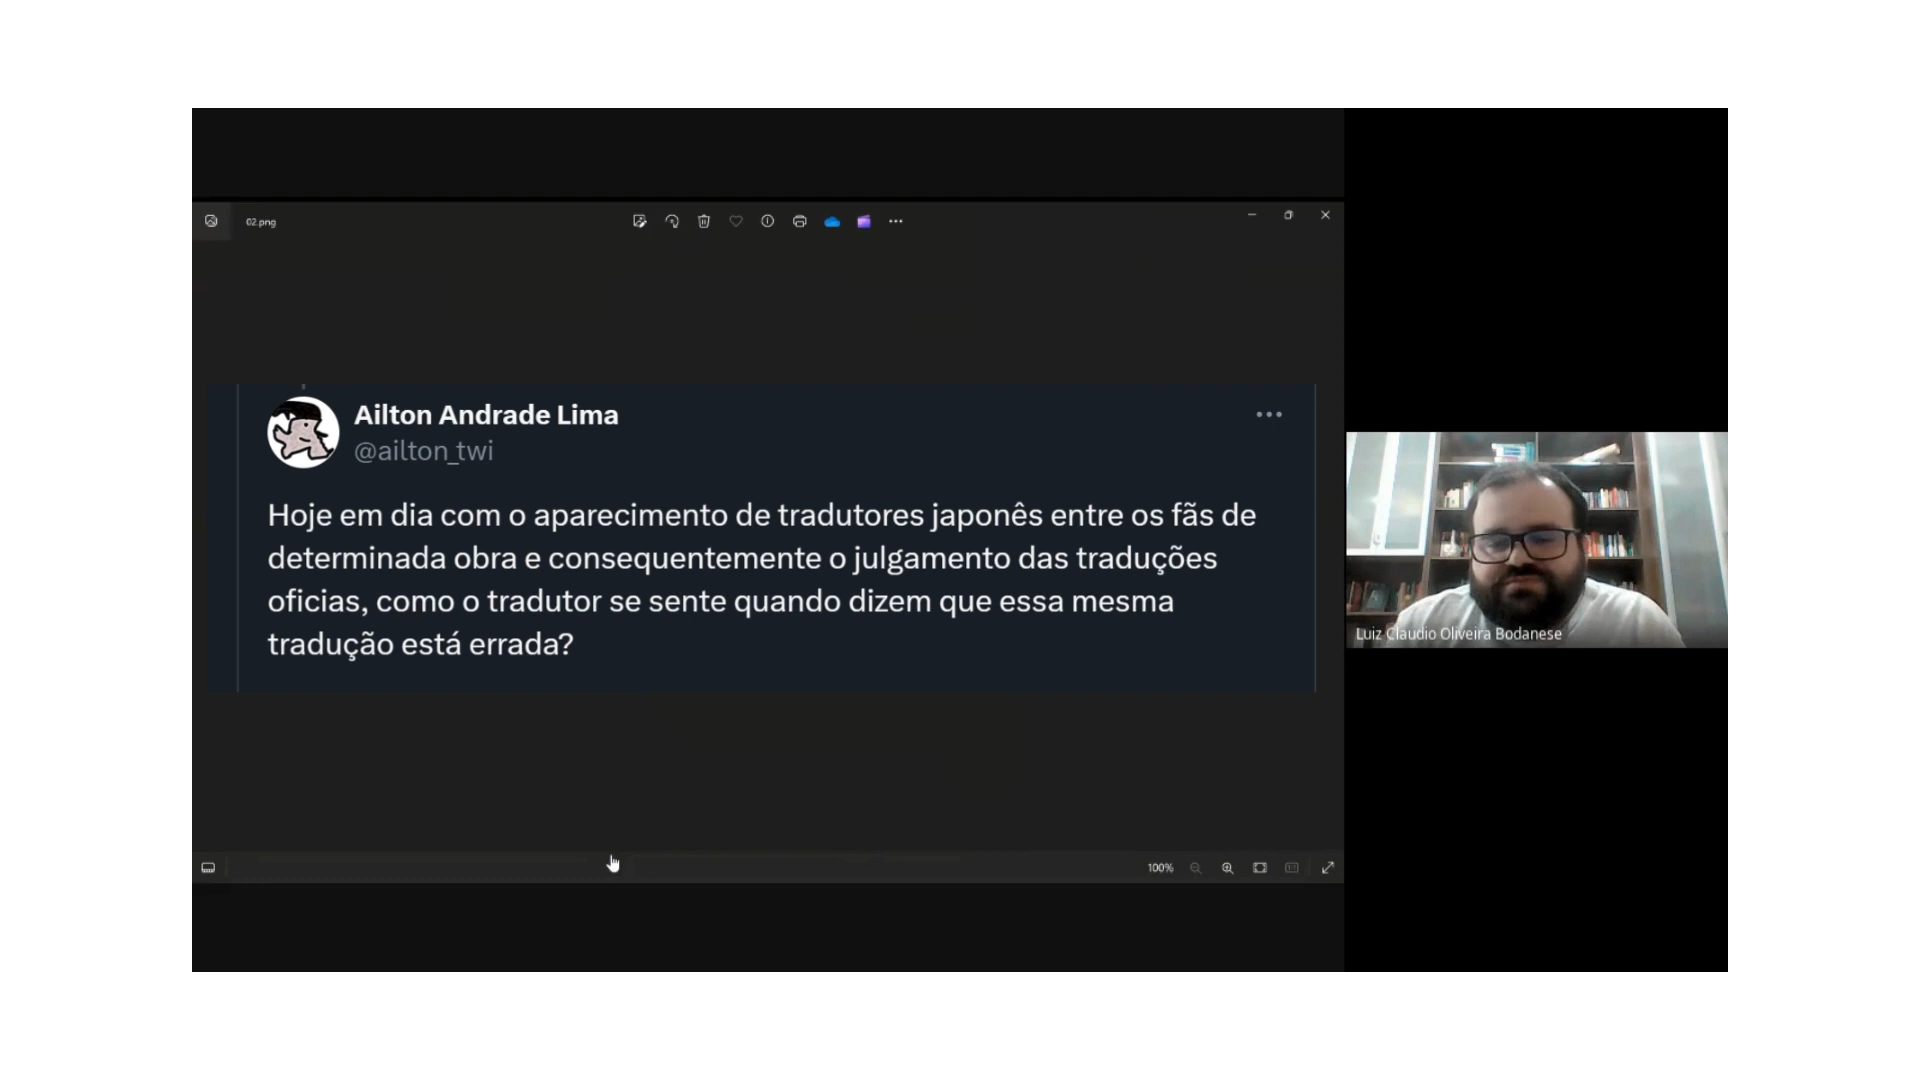 02.png
Ailton Andrade Lima
@ailton_twi
Hoje em dia com o aparecimento de tradutores japonês entre os fãs de
determinada obra e consequentemente o julgamento das traduções
oficias, como o tradutor se sente quando dizem que essa mesma
tradução está errada?
Luiz Claudio Oliveira Bodanese
100%